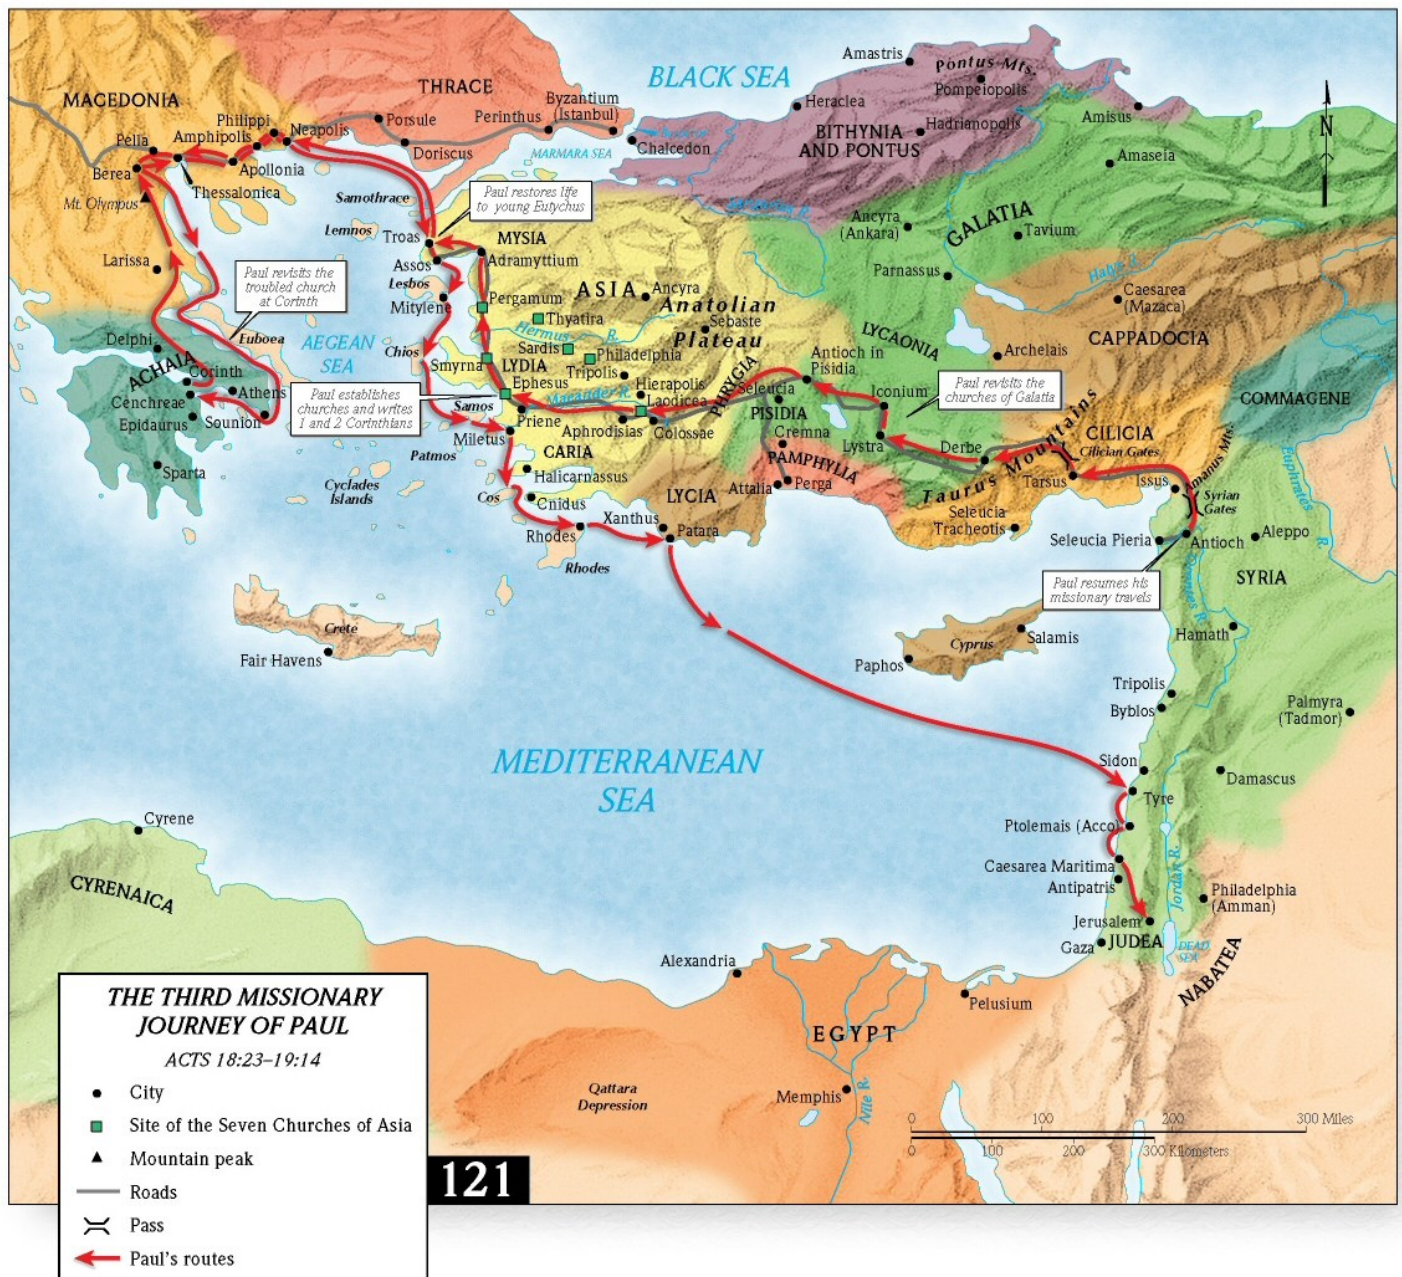 BLACK SEA
Amastris
Pontus Mts.
Pompeiopolis
Heraclea
BITHYNIA
AND PONTUS
Hadrianopolis
Amisus
Amaseia
N
THRACE
MACEDONIA
Byzantium
(Istanbul)
Perinthus
Porsule
Philippi
Neapolis
Amphipolis
Pella
Doriscus
MARMARA SEA
Chalcedon
Berea
Apollonia
Thessalonica
Mt. Olympus
Samothrace
Paul restores life
to young Eutychus
Lemnos
Troas
MYSIA
Assos
Adramyttium
Ancyra
(Ankara)
GALATIA
Tavium
Parnassus
Halys R.
Caesarea
(Mazaca)
Larissa
Paul revisits the
troubled church
at Corinth
Lesbos
Mitylene
Pergamum
ASIA
Ancyra
Anatolian
Plateau
Thyatira
Sebaste
Hermus R.
Sardis
Philadelphia
Tripolis
LYCAONIA
CAPPADOCIA
Archelais
Delphi
Euboea
AEGEAN
SEA
Chios
Smyrna
LYDIA
ACHAIA
Corinth
Cenchreae
Athens
Epidaurus
Sounion
Sparta
Paul establishes
churches and writes
1 and 2 Corinthians
Ephesus
Samos
Priene
Maeander R.
Hierapolis
Laodicea
Aphrodisias
Colossae
PHRYGIA
Seleucia
PISIDIA
Antioch in
Pisidia
Iconium
Paul revisits the
churches of Galatia
COMMAGENE
Miletus
Patmos
CARIA
Cremna
PAMPHYLIA
Lystra
Derbe
Taurus Mountains
CILICIA
Cilician Gates
Amanus Mts.
Euphrates R.
Cyclades
Islands
Halicarnassus
Cos
Cnidus
LYCIA
Attalia
Perga
Tarsus
Issus
Syrian
Gates
Xanthus
Patara
Rhodes
Rhodes
Seleucia
Tracheotis
Seleucia Pieria
Antioch
Aleppo
Paul resumes his
missionary travels
SYRIA
Orontes R.
Crete
Fair Havens
Cyprus
Salamis
Paphos
Hamath
Tripolis
Byblos
Palmyra
(Tadmor)
MEDITERRANEAN
SEA
Sidon
Damascus
Tyre
Ptolemais (Acco)
Cyrene
CYRENAICA
Caesarea Maritima
Antipatris
Jordan R.
Philadelphia
(Amman)
Jerusalem
Gaza
JUDEA
DEAD
SEA
NABATEA
Alexandria
Pelusium
EGYPT
Qattara
Depression
Memphis
Nile R.
0 100 200 300 Miles
0 100 200 300 Kilometers
THE THIRD MISSIONARY
JOURNEY OF PAUL
ACTS 18:23–19:14
City
Site of the Seven Churches of Asia
Mountain peak
Roads
Pass
Paul's routes
121